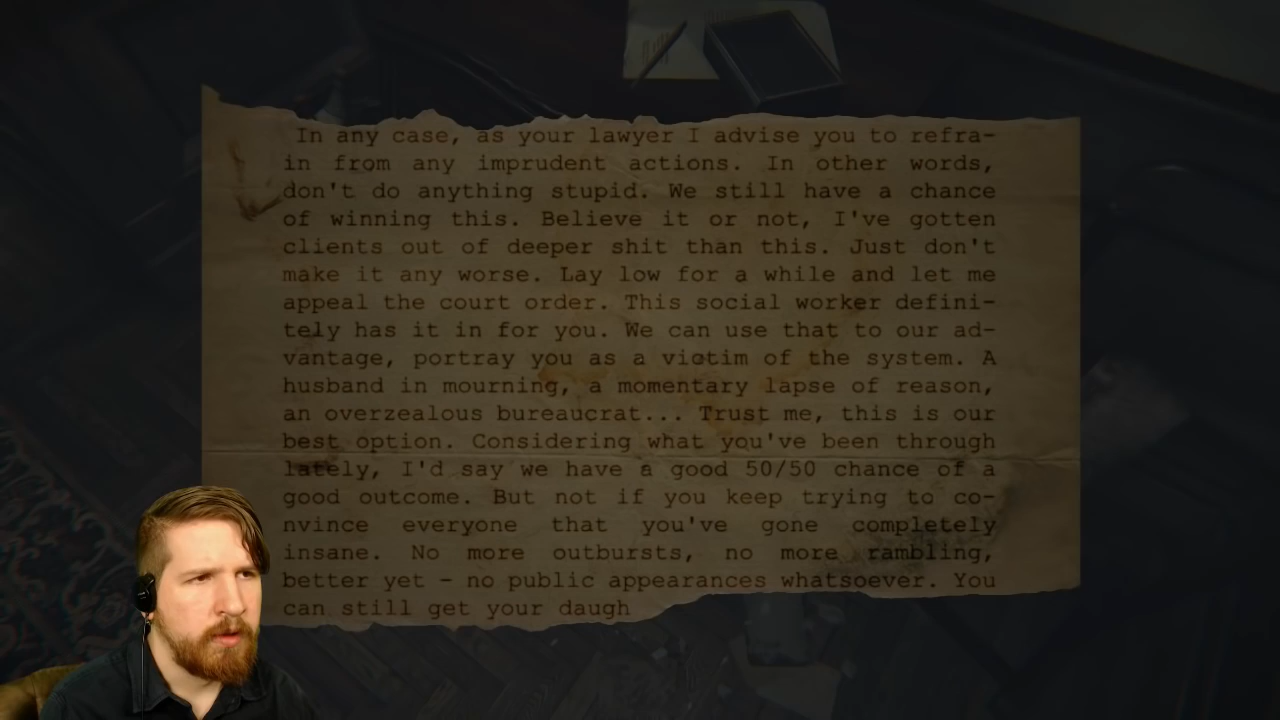 In any case, as your lawyer I advise you to refra-
in from any imprudent actions. In other words,
don't do anything stupid. We still have a chance
of winning this. Believe it or not, I've gotten
clients out of deeper shit than this. Just don't
make it any worse. Lay low for a while and let me
appeal the court order. This social worker defini-
tely has it in for you. We can use that to our ad-
vantage, portray you as a victim of the system. A
husband in mourning, a momentary lapse of reason,
an overzealous bureaucrat... Trust me, this is our
best option. Considering what you've been through
lately, I'd say we have a good 50/50 chance of a
good outcome. But not if you keep trying to co-
nvince everyone that you've gone completely
insane. No more outbursts, no more rambling,
better yet - no public appearances whatsoever. You
can still get your daugh